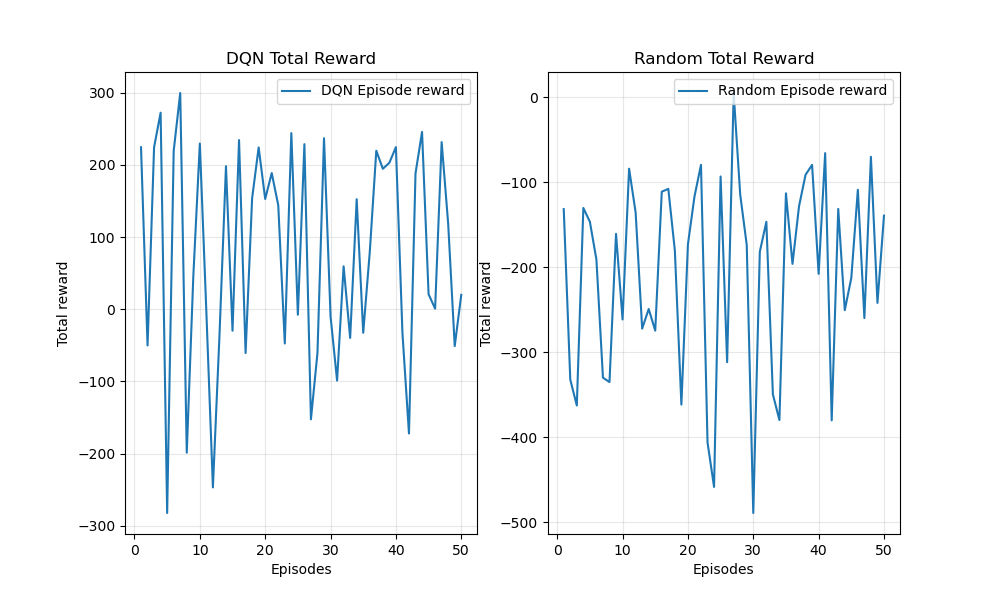 DQN Total Reward
DQN Episode reward
300
200
100
0
−100
−200
−300
Total reward
0 10 20 30 40 50
Episodes
Random Total Reward
Random Episode reward
0
−100
−200
−300
−400
−500
Total reward
0 10 20 30 40 50
Episodes